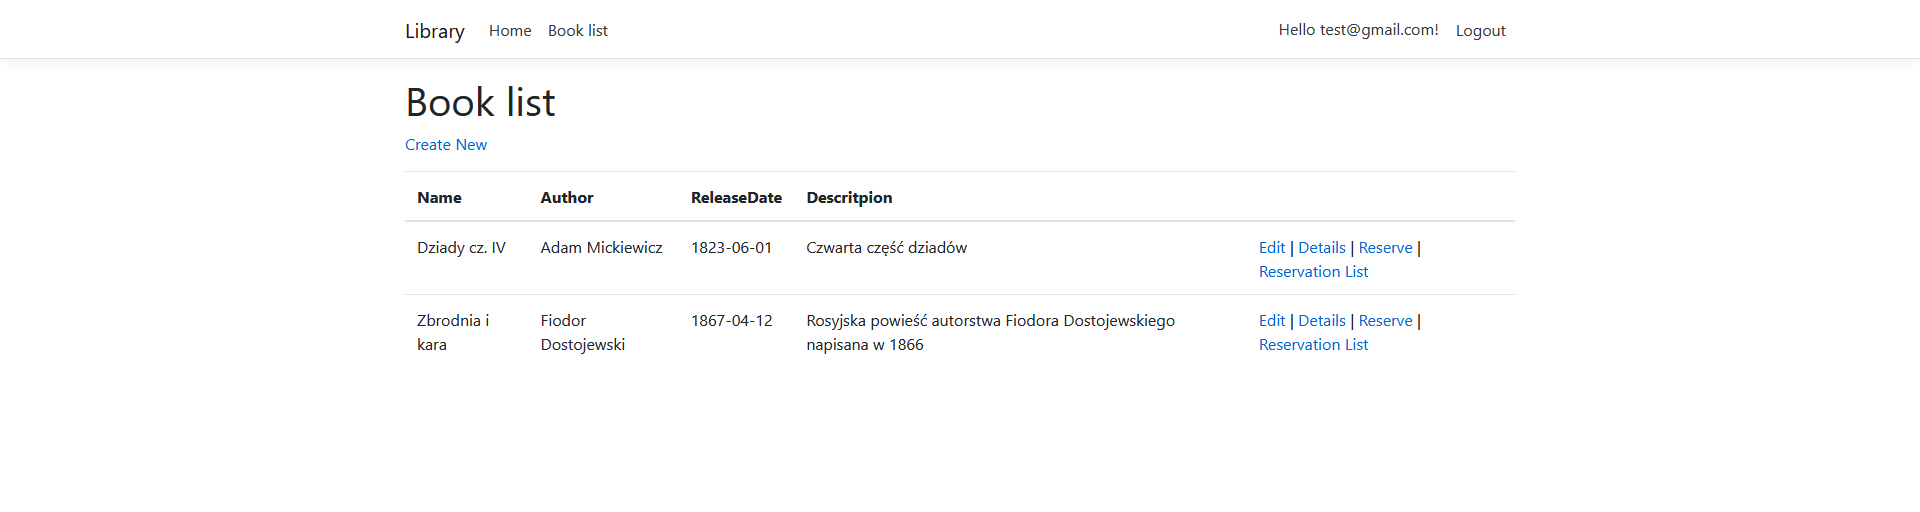 Library Home Book list Hello test@gmail.com! Logout
Book list
Create New
Name Author ReleaseDate Descritpion
Dziady cz. IV Adam Mickiewicz 1823-06-01 Czwarta część dziadów Edit | Details | Reserve |
Reservation List
Zbrodnia i Fiodor 1867-04-12 Rosyjska powieść autorstwa Fiodora Dostojewskiego Edit | Details | Reserve |
kara Dostojewski napisana w 1866 Reservation List